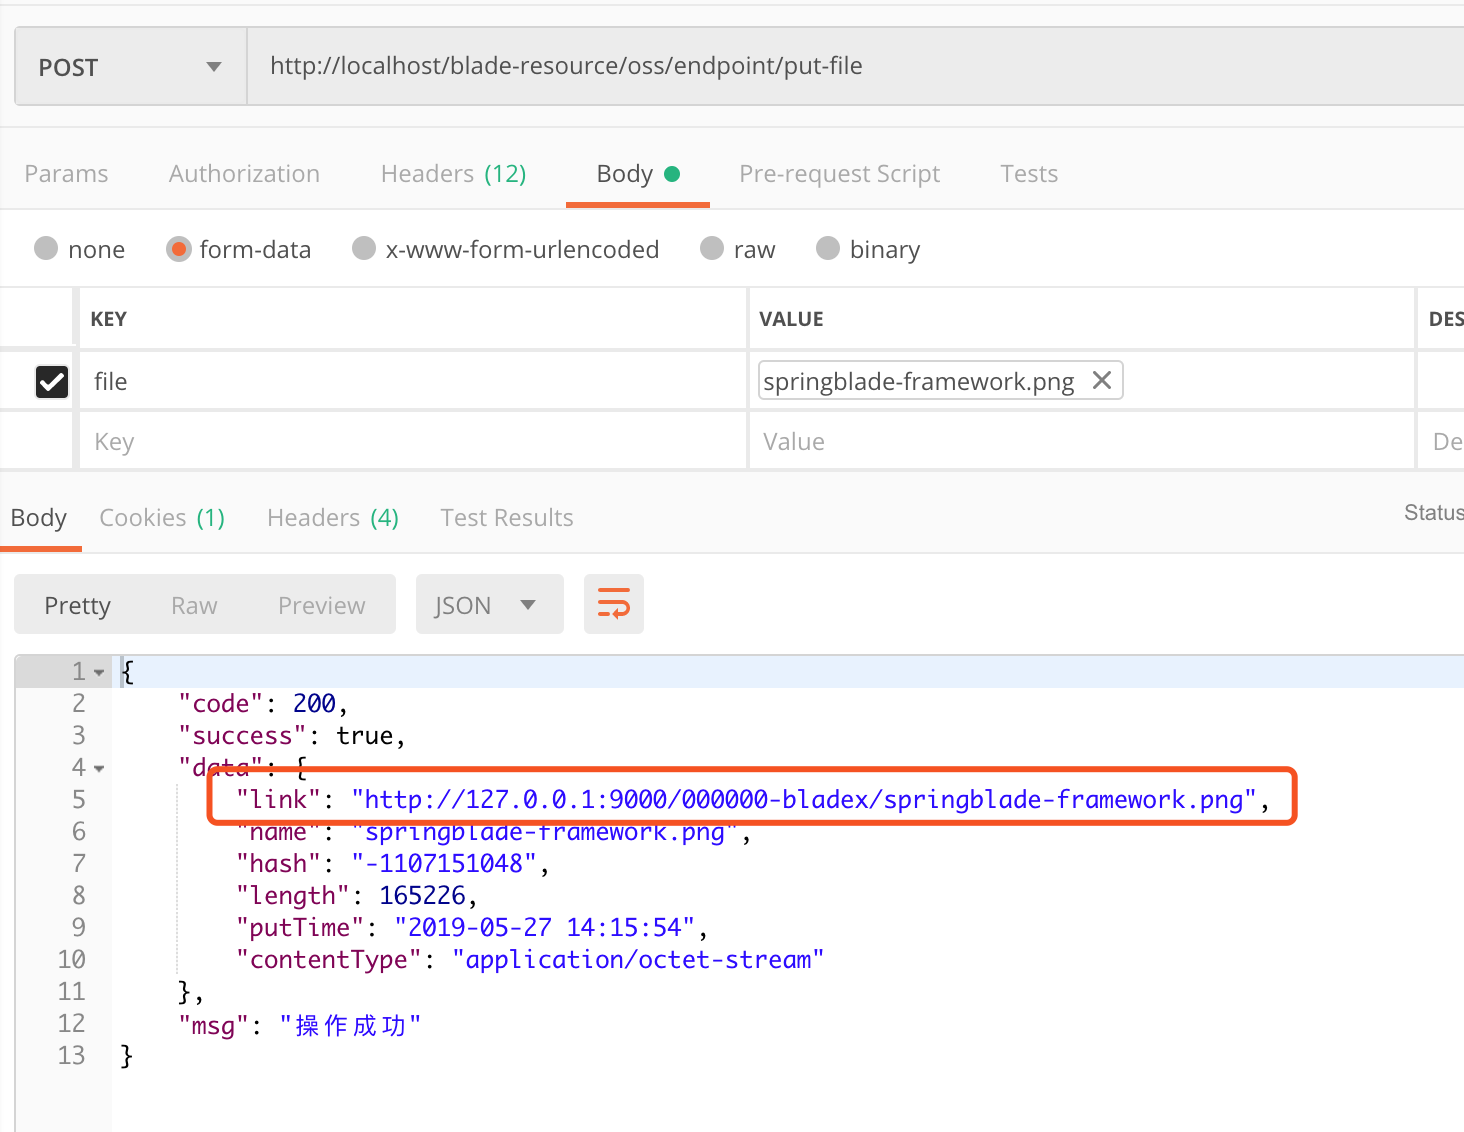 POST http://localhost/blade-resource/oss/endpoint/put-file
Params Authorization Headers (12) Body Pre-request Script Tests
none form-data x-www-form-urlencoded raw binary
KEY VALUE DES
file springblade-framework.png
Key Value De
Body Cookies (1) Headers (4) Test Results Status
Pretty Raw Preview JSON
1 {
2 "code": 200,
3 "success": true,
4 "data": {
5 "link": "http://127.0.0.1:9000/000000-bladex/springblade-framework.png",
6 "name": "springblade-framework.png",
7 "hash": "-1107151048",
8 "length": 165226,
9 "putTime": "2019-05-27 14:15:54",
10 "contentType": "application/octet-stream"
11 },
12 "msg": "操作成功"
13 }